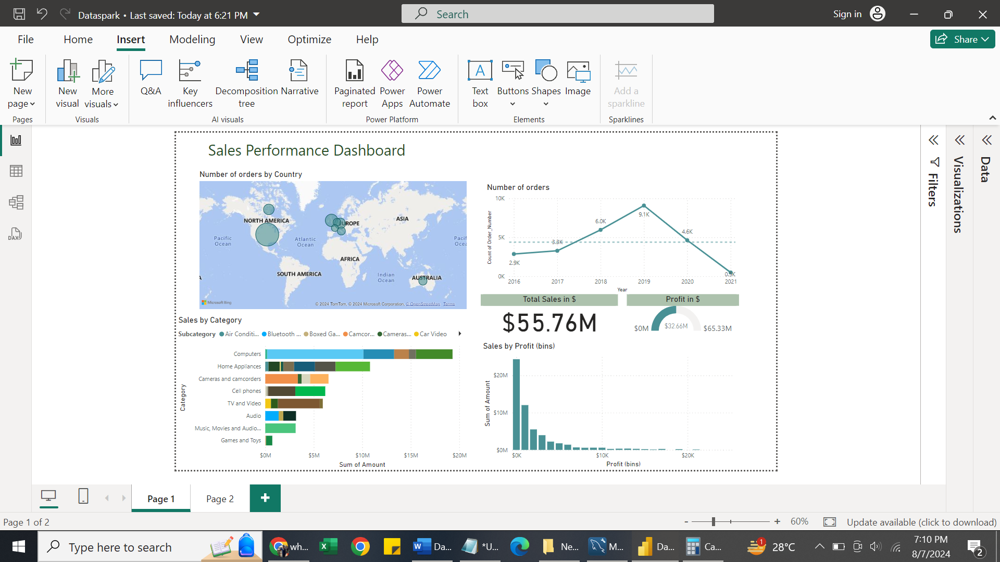 Dataspark • Last saved: Today at 6:21 PM
Search
Sign in
File Home Insert Modeling View Optimize Help
Share
New page
New visual
More visuals
Q&A
Key influencers
Decomposition tree
Narrative
Paginated report
Power Apps
Power Automate
Text box
Buttons
Shapes
Image
Add a sparkline
Pages Visuals AI visuals Power Platform Elements Sparklines
Sales Performance Dashboard
Number of orders by Country
NORTH AMERICA
EUROPE
ASIA
Pacific Ocean
Atlantic Ocean
Pacif
Ocea
AFRICA
SOUTH AMERICA
Indian Ocean
AUSTRALIA
A
Microsoft Bing
© 2024 TomTom, © 2024 Microsoft Corporation, © OpenStreetMap Terms
Number of orders
Count of Order_Number
10K
5K
0K
2.9K
3.3K
6.0K
9.1K
4.6K
0.5K
2016 2017 2018 2019 2020 2021
Year
Total Sales in $
$55.76M
Profit in $
$0M
$32.66M
$65.33M
Sales by Category
Subcategory Air Conditi... Bluetooth ... Boxed Ga... Camcor... Cameras... Car Video
Category
Computers
Home Appliances
Cameras and camcorders
Cell phones
TV and Video
Audio
Music, Movies and Audio...
Games and Toys
$0M $5M $10M $15M $20M
Sum of Amount
Sales by Profit (bins)
Sum of Amount
$20M
$10M
$0M
$0K $10K $20K
Profit (bins)
Filters
Visualizations
Data
DAX
Page 1
Page 2
+
Page 1 of 2
- + 60%
Update available (click to download)
Type here to search
wh...
W
Da...
*U...
Ne...
M...
Da...
Ca...
1
28°C
7:10 PM
8/7/2024
2